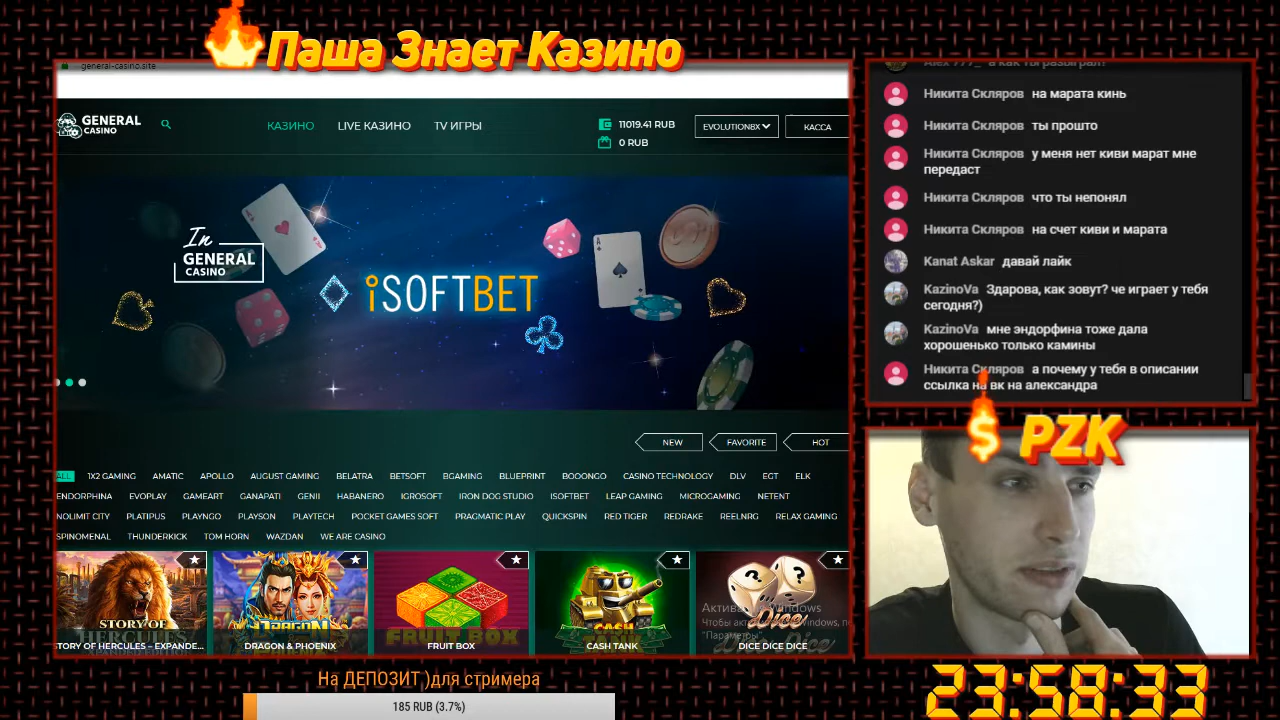 Паша Знает Казино
general-casino.site
GENERAL
CASINO
КАЗИНО
LIVE КАЗИНО
TV ИГРЫ
11019.41 RUB
0 RUB
EVOLUTION8X
КАССА
In
GENERAL
CASINO
iSOFTBET
NEW
FAVORITE
HOT
ALL 1X2 GAMING AMATIC APOLLO AUGUST GAMING BELATRA BETSOFT BGAMING BLUEPRINT BOOONGO CASINO TECHNOLOGY DLV EGT ELK
ENDORPHINA EVOPLAY GAMEART GANAPATI GENII HABANERO IGROSOFT IRON DOG STUDIO ISOFTBET LEAP GAMING MICROGAMING NETENT
NOLIMIT CITY PLATIPUS PLAYNGO PLAYSON PLAYTECH POCKET GAMES SOFT PRAGMATIC PLAY QUICKSPIN RED TIGER REDRAKE REELNRG RELAX GAMING
SPINOMENAL THUNDERKICK TOM HORN WAZDAN WE ARE CASINO
STORY OF
HERCULES
TORY OF HERCULES – EXPANDE...
DRAGON & PHOENIX
FRUIT BOX
FRUIT BOX
CASH TANK
Dice
DICE DICE DICE
Актива Windows
Чтобы акт
"Параметры".
Alex 777_ а как ты разыграл?
Никита Скляров на марата кинь
Никита Скляров ты прошто
Никита Скляров у меня нет киви марат мне
передаст
Никита Скляров что ты непонял
Никита Скляров на счет киви и марата
Kanat Askar давай лайк
KazinoVa Здарова, как зовут? че играет у тебя
сегодня?)
KazinoVa мне эндорфина тоже дала
хорошенько только камины
Никита Скляров а почему у тебя в описании
ссылка на вк на александра
$ PZK
На ДЕПОЗИТ )для стримера
185 RUB (3.7%)
23:58:33